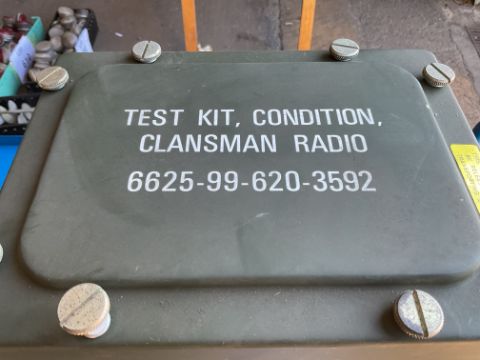 TEST KIT, CONDITION,
CLANSMAN RADIO
6625-99-620-3592